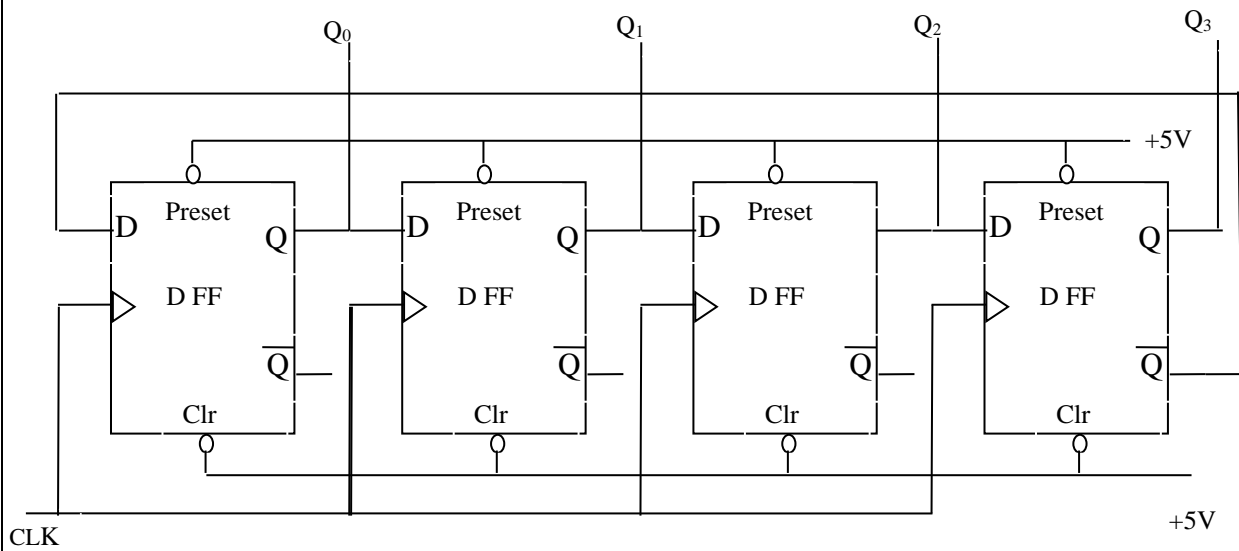 Q₀ Q₁ Q₂ Q₃
+5V
Preset Preset Preset Preset
D Q D Q D D Q
D FF D FF D FF D FF
Q̅ Q̅ Q̅ Q̅
Clr Clr Clr Clr
+5V
CLK